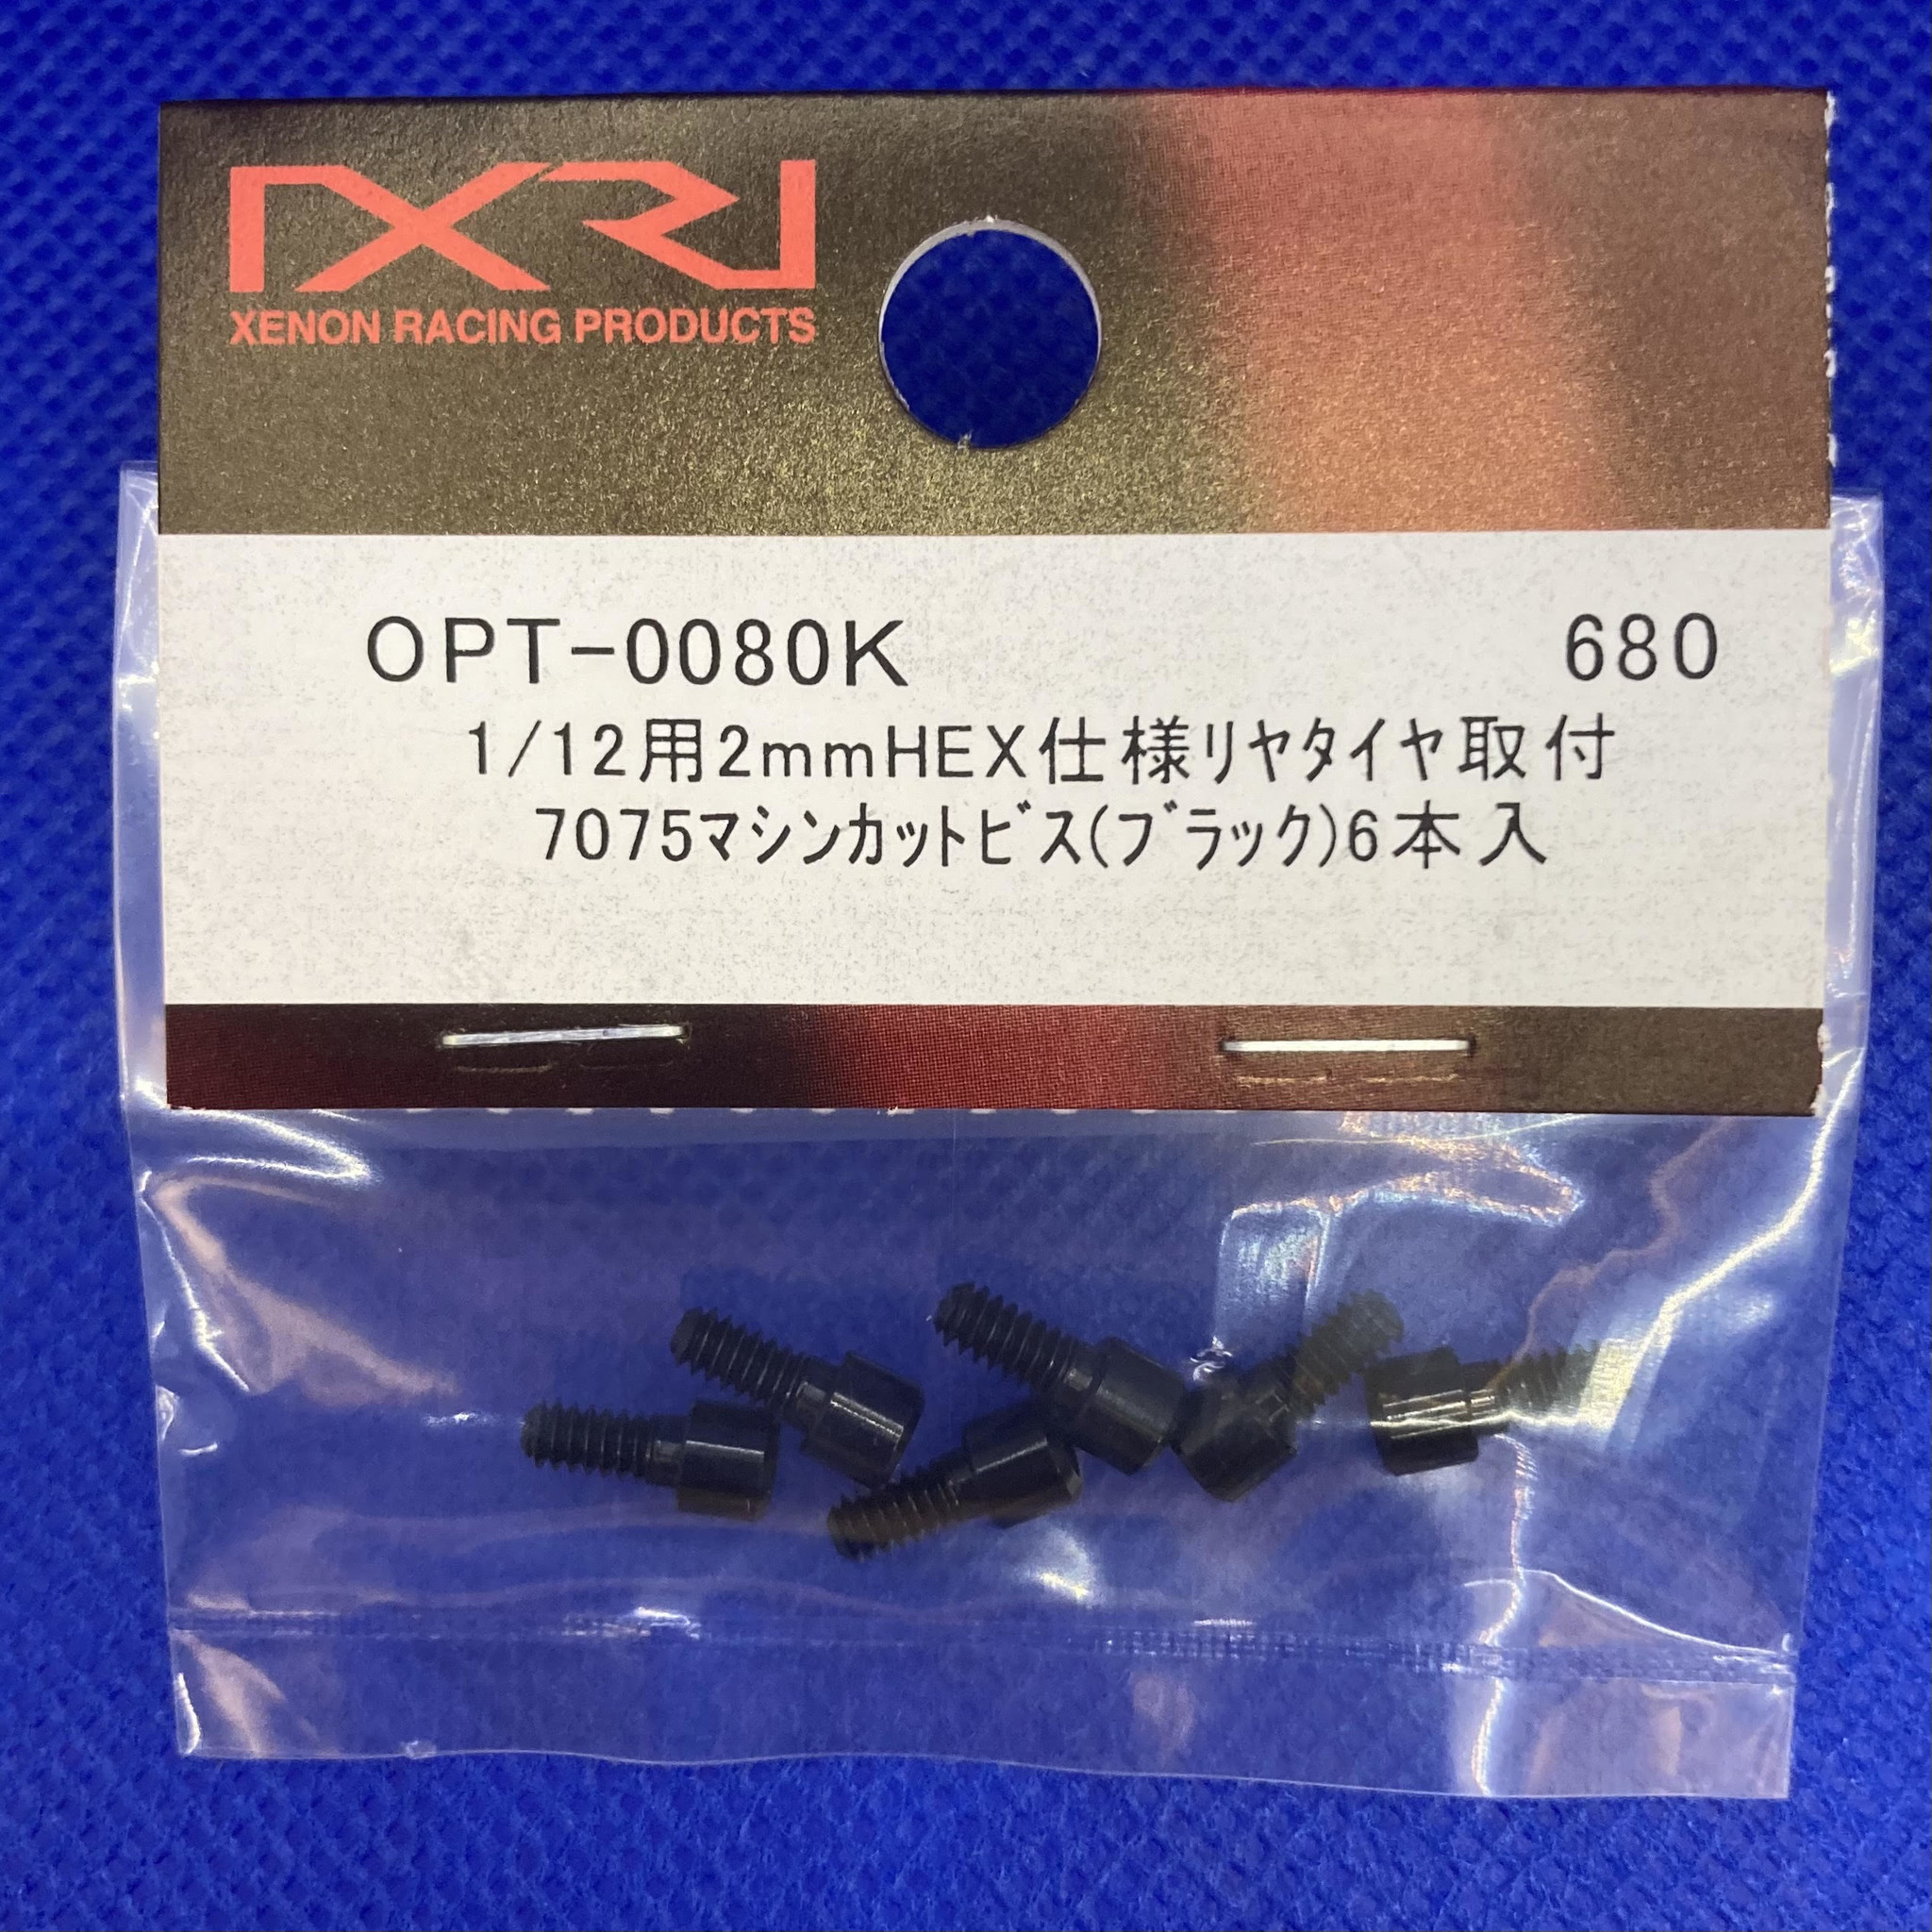 XR
XENON RACING PRODUCTS
OPT-0080K 680
1/12用2mmHEX仕様リヤタイヤ取付
7075マシンカットビス(ブラック)6本入